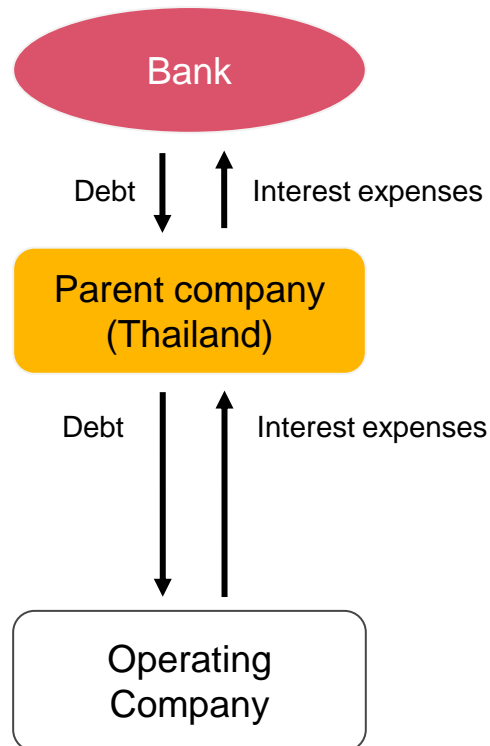 Bank
Debt
Interest expenses
Parent company
(Thailand)
Debt
Interest expenses
Operating
Company